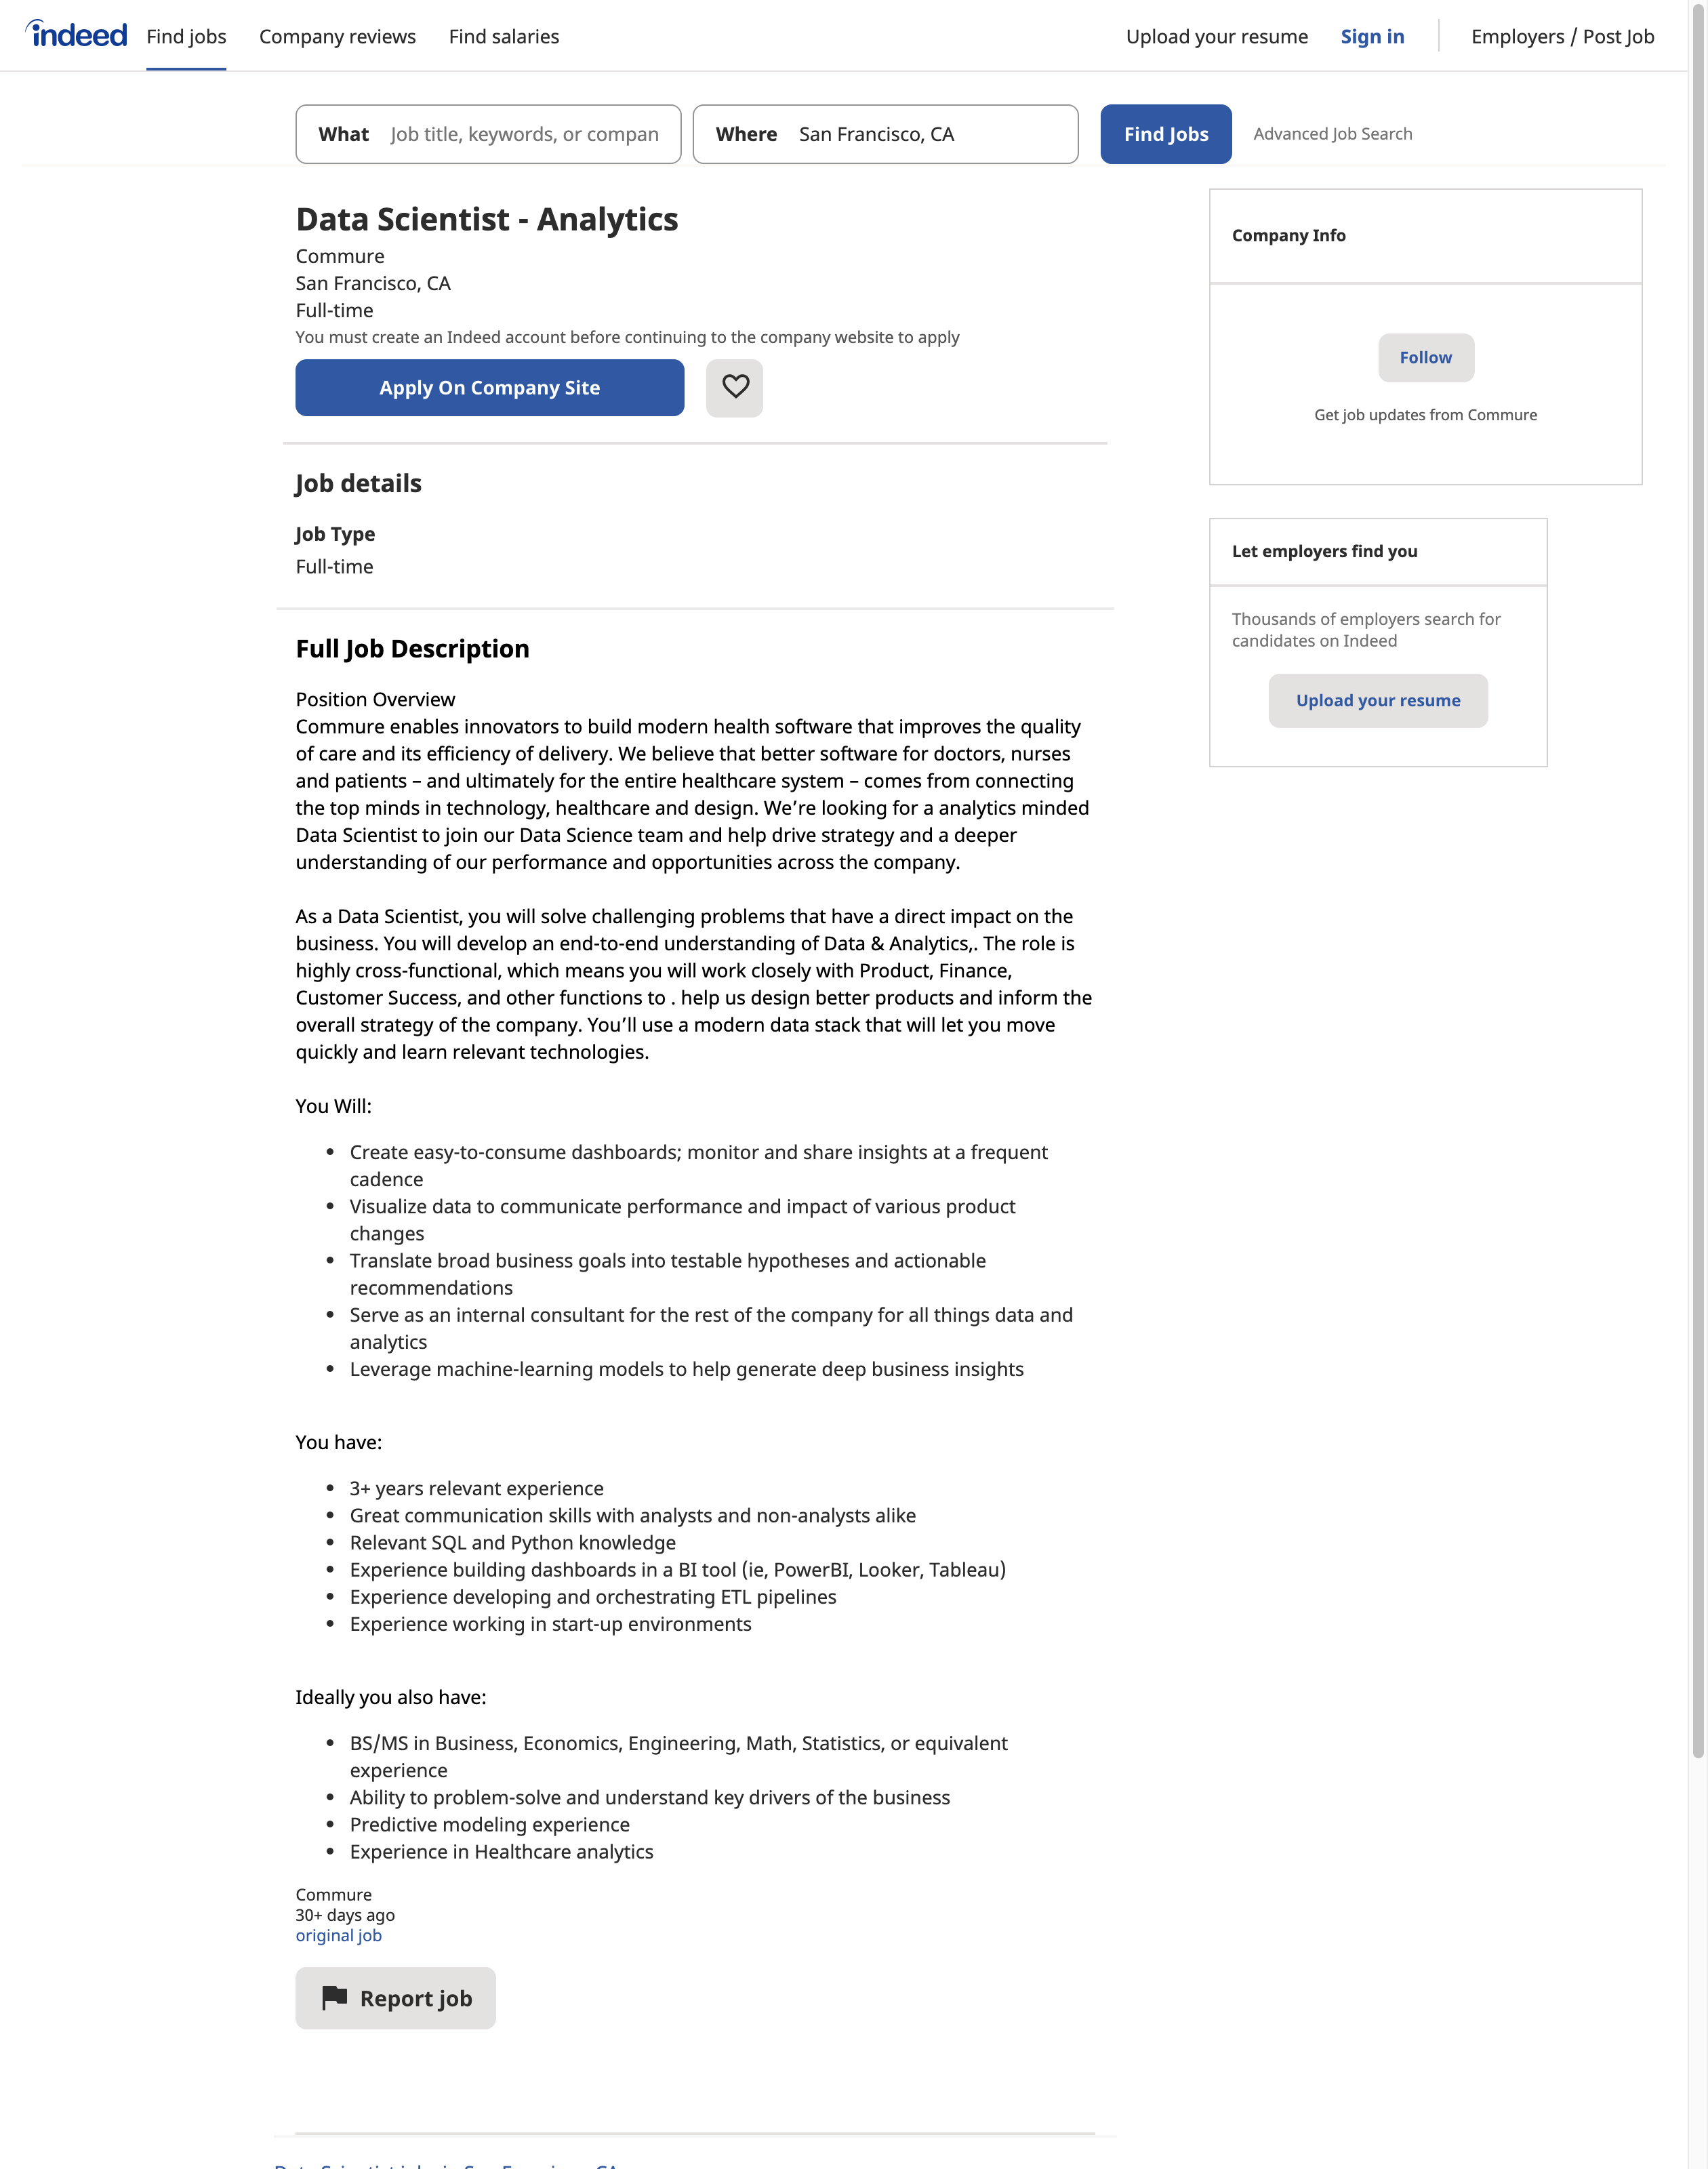 indeed Find jobs Company reviews Find salaries Upload your resume Sign in Employers / Post Job
What Job title, keywords, or compan Where San Francisco, CA Find Jobs Advanced Job Search
Data Scientist - Analytics
Commure
San Francisco, CA
Full-time
You must create an Indeed account before continuing to the company website to apply
Apply On Company Site
Job details
Job Type
Full-time
Full Job Description
Position Overview
Commure enables innovators to build modern health software that improves the quality
of care and its efficiency of delivery. We believe that better software for doctors, nurses
and patients – and ultimately for the entire healthcare system – comes from connecting
the top minds in technology, healthcare and design. We’re looking for a analytics minded
Data Scientist to join our Data Science team and help drive strategy and a deeper
understanding of our performance and opportunities across the company.
As a Data Scientist, you will solve challenging problems that have a direct impact on the
business. You will develop an end-to-end understanding of Data & Analytics,. The role is
highly cross-functional, which means you will work closely with Product, Finance,
Customer Success, and other functions to . help us design better products and inform the
overall strategy of the company. You’ll use a modern data stack that will let you move
quickly and learn relevant technologies.
You Will:
• Create easy-to-consume dashboards; monitor and share insights at a frequent
cadence
• Visualize data to communicate performance and impact of various product
changes
• Translate broad business goals into testable hypotheses and actionable
recommendations
• Serve as an internal consultant for the rest of the company for all things data and
analytics
• Leverage machine-learning models to help generate deep business insights
You have:
• 3+ years relevant experience
• Great communication skills with analysts and non-analysts alike
• Relevant SQL and Python knowledge
• Experience building dashboards in a BI tool (ie, PowerBI, Looker, Tableau)
• Experience developing and orchestrating ETL pipelines
• Experience working in start-up environments
Ideally you also have:
• BS/MS in Business, Economics, Engineering, Math, Statistics, or equivalent
experience
• Ability to problem-solve and understand key drivers of the business
• Predictive modeling experience
• Experience in Healthcare analytics
Commure
30+ days ago
original job
Report job
Data Scientist jobs in San Francisco, CA
Company Info
Follow
Get job updates from Commure
Let employers find you
Thousands of employers search for
candidates on Indeed
Upload your resume